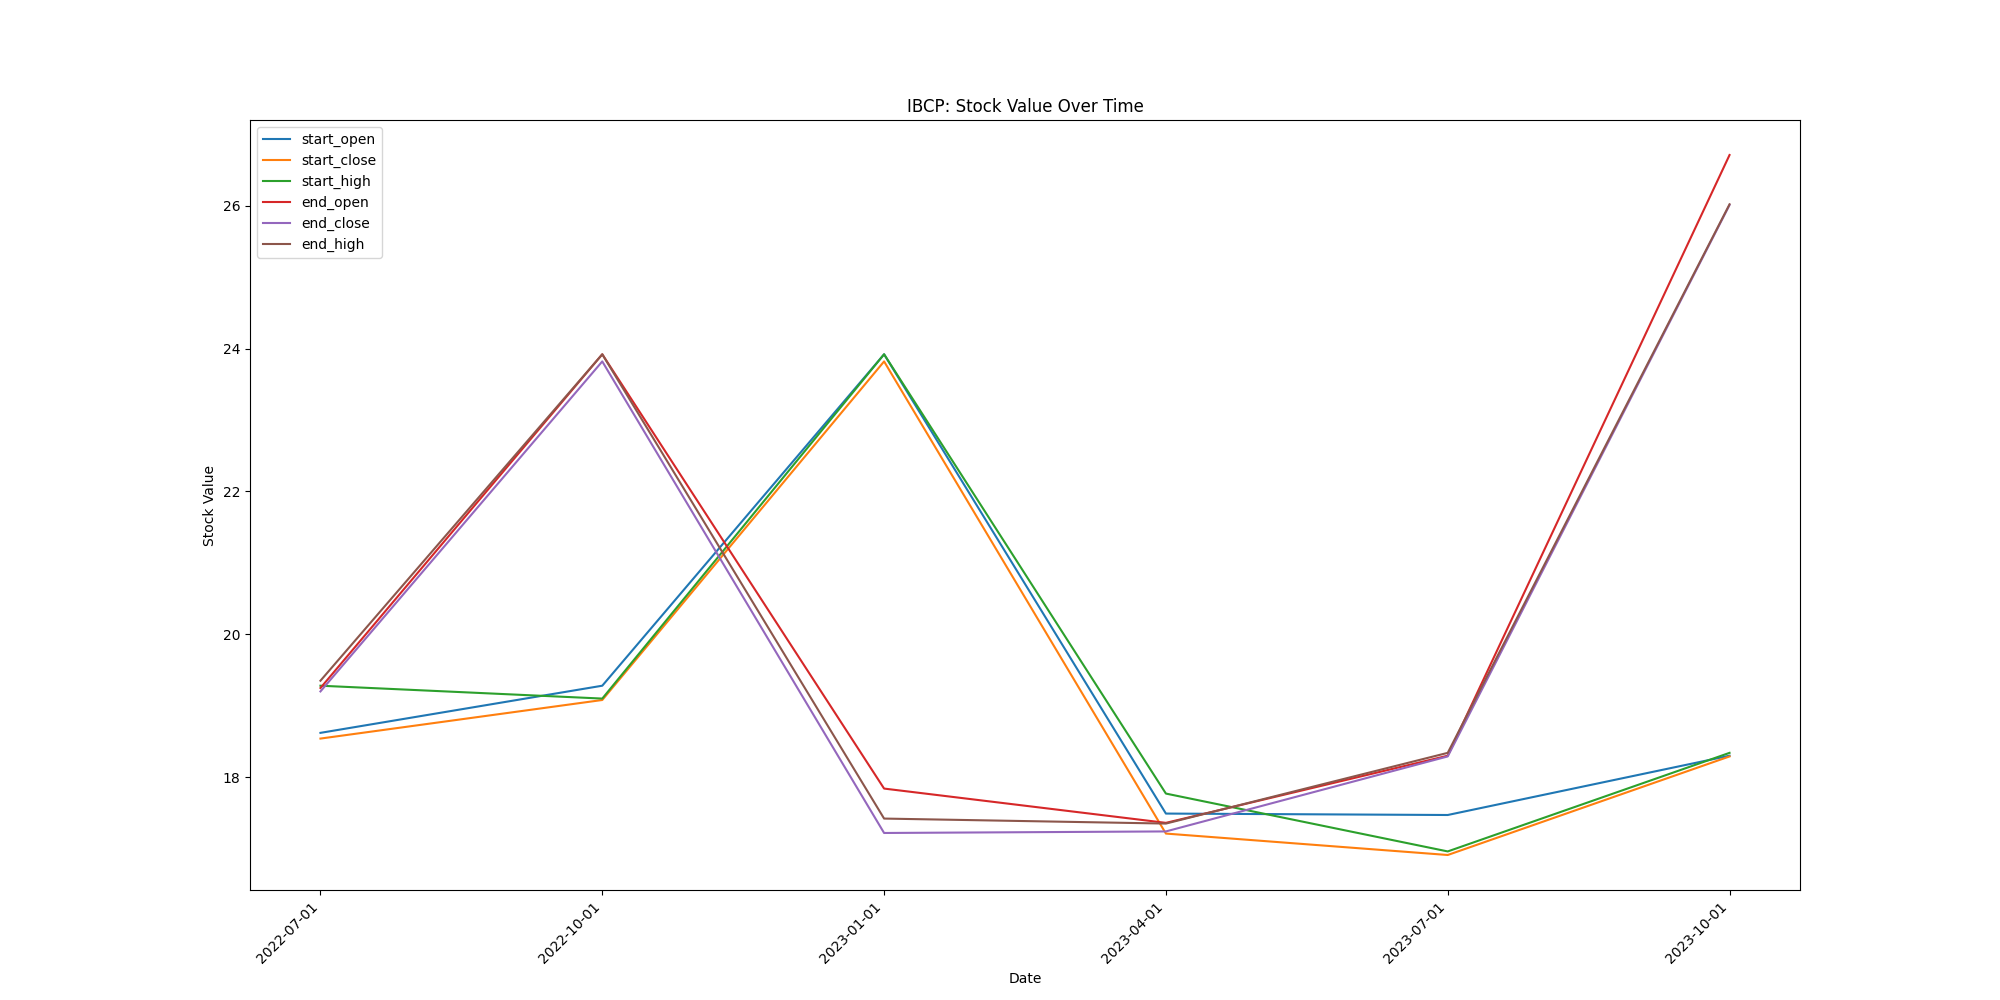 IBCP: Stock Value Over Time
start_open
start_close
start_high
end_open
end_close
end_high
26
24
22
20
18
Stock Value
2022-07-01
2022-10-01
2023-01-01
2023-04-01
2023-07-01
2023-10-01
Date